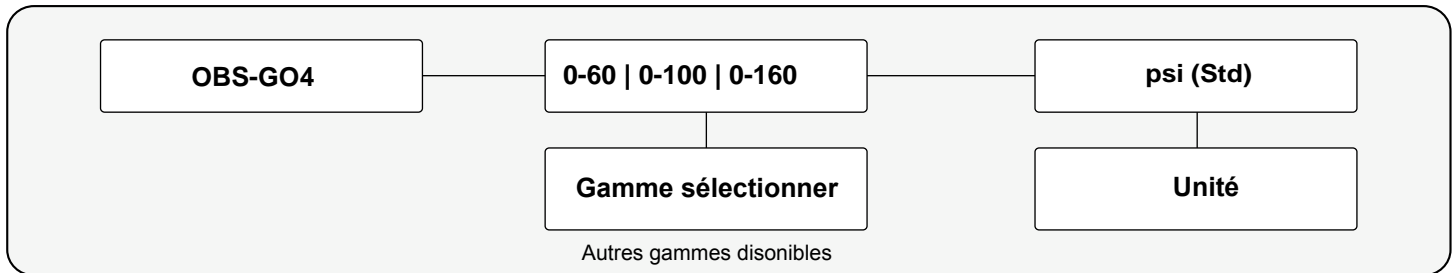 OBS-GO4
0-60 | 0-100 | 0-160
psi (Std)
Gamme sélectionner
Unité
Autres gammes disonibles